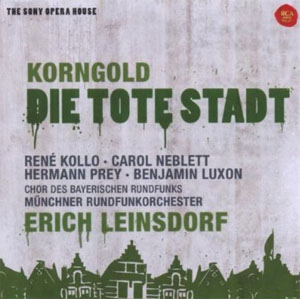 THE SONY OPERA HOUSE
RCA
KORNGOLD
DIE TOTE STADT
RENÉ KOLLO • CAROL NEBLETT
HERMANN PREY • BENJAMIN LUXON
CHOR DES BAYERISCHEN RUNDFUNKS
MÜNCHNER RUNDFUNKORCHESTER
ERICH LEINSDORF